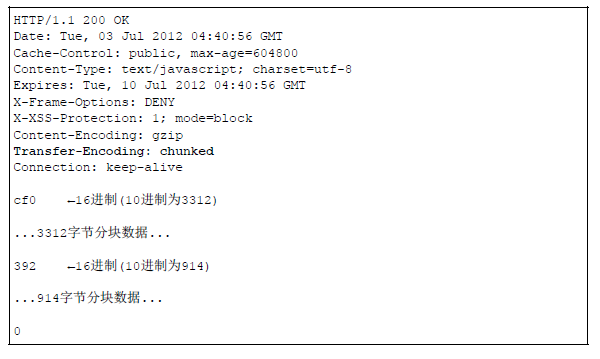 HTTP/1.1 200 OK
Date: Tue, 03 Jul 2012 04:40:56 GMT
Cache-Control: public, max-age=604800
Content-Type: text/javascript; charset=utf-8
Expires: Tue, 10 Jul 2012 04:40:56 GMT
X-Frame-Options: DENY
X-XSS-Protection: 1; mode=block
Content-Encoding: gzip
Transfer-Encoding: chunked
Connection: keep-alive
cf0 ←16进制(10进制为3312)
...3312字节分块数据...
392 ←16进制(10进制为914)
...914字节分块数据...
0